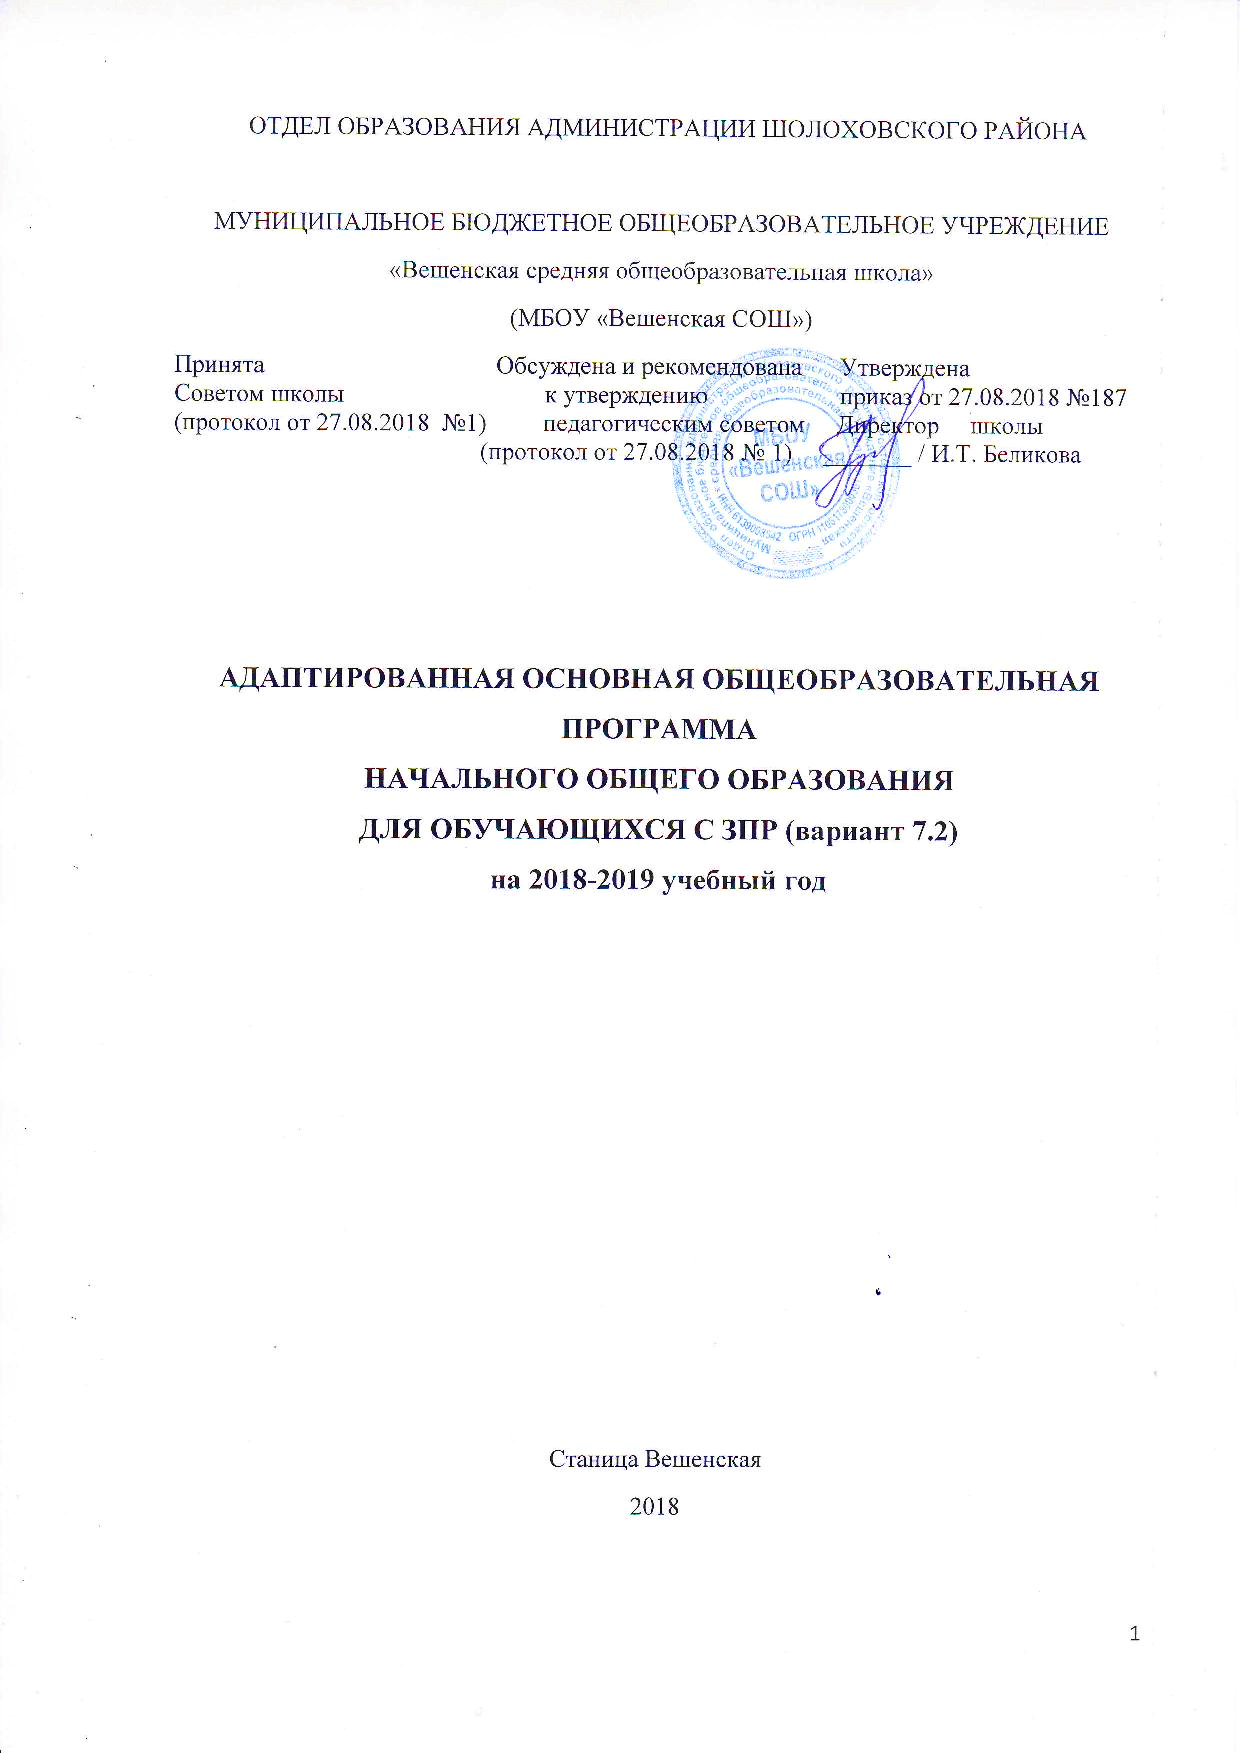 ОТДЕЛ ОБРАЗОВАНИЯ АДМИНИСТРАЦИИ ШОЛОХОВСКОГО РАЙОНА
МУНИЦИПАЛЬНОЕ БЮДЖЕТНОЕ ОБЩЕОБРАЗОВАТЕЛЬНОЕ УЧРЕЖДЕНИЕ
«Вешенская средняя общеобразовательная школа»
(МБОУ «Вешенская СОШ»)
Принята Обсуждена и рекомендована Утверждена
Советом школы к утверждению приказ от 27.08.2018 №187
(протокол от 27.08.2018 №1) педагогическим советом Директор школы
(протокол от 27.08.2018 № 1) ________ / И.Т. Беликова
МБОУ
«Вешенская
СОШ»
АДАПТИРОВАННАЯ ОСНОВНАЯ ОБЩЕОБРАЗОВАТЕЛЬНАЯ
ПРОГРАММА
НАЧАЛЬНОГО ОБЩЕГО ОБРАЗОВАНИЯ
ДЛЯ ОБУЧАЮЩИХСЯ С ЗПР (вариант 7.2)
на 2018-2019 учебный год
Станица Вешенская
2018
1